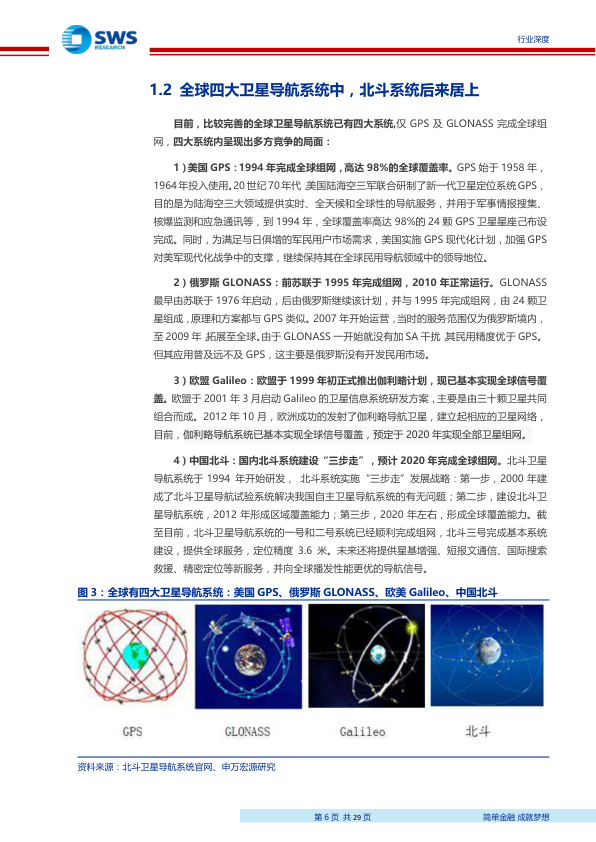 SWS
RESEARCH
行业深度
1.2 全球四大卫星导航系统中，北斗系统后来居上
目前，比较完善的全球卫星导航系统已有四大系统,仅 GPS 及 GLONASS 完成全球组
网，四大系统内呈现出多方竞争的局面：
1）美国 GPS：1994 年完成全球组网，高达 98%的全球覆盖率。GPS 始于 1958 年，
1964年投入使用。20世纪70年代，美国陆海空三军联合研制了新一代卫星定位系统GPS，
目的是为陆海空三大领域提供实时、全天候和全球性的导航服务，并用于军事情报搜集、
核爆监测和应急通讯等，到 1994 年，全球覆盖率高达 98%的 24 颗 GPS 卫星星座己布设
完成。同时，为满足与日俱增的军民用户市场需求，美国实施 GPS 现代化计划，加强 GPS
对美军现代化战争中的支撑，继续保持其在全球民用导航领域中的领导地位。
2）俄罗斯 GLONASS：前苏联于 1995 年完成组网，2010 年正常运行。GLONASS
最早由苏联于 1976 年启动，后由俄罗斯继续该计划，并与 1995 年完成组网，由 24 颗卫
星组成，原理和方案都与 GPS 类似。2007 年开始运营，当时的服务范围仅为俄罗斯境内，
至 2009 年，拓展至全球。由于 GLONASS 一开始就没有加 SA 干扰，其民用精度优于 GPS。
但其应用普及远不及 GPS，这主要是俄罗斯没有开发民用市场。
3）欧盟 Galileo：欧盟于 1999 年初正式推出伽利略计划，现已基本实现全球信号覆
盖。欧盟于 2001 年 3 月启动 Galileo 的卫星信息系统研发方案，主要是由三十颗卫星共同
组合而成。2012 年 10 月，欧洲成功的发射了伽利略导航卫星，建立起相应的卫星网络，
目前，伽利略导航系统已基本实现全球信号覆盖，预定于 2020 年实现全部卫星组网。
4）中国北斗：国内北斗系统建设“三步走”，预计 2020 年完成全球组网。北斗卫星
导航系统于 1994 年开始研发， 北斗系统实施“三步走”发展战略：第一步，2000 年建
成了北斗卫星导航试验系统解决我国自主卫星导航系统的有无问题；第二步，建设北斗卫
星导航系统，2012 年形成区域覆盖能力；第三步，2020 年左右，形成全球覆盖能力。截
至目前，北斗卫星导航系统的一号和二号系统已经顺利完成组网，北斗三号完成基本系统
建设，提供全球服务，定位精度 3.6 米。未来还将提供星基增强、短报文通信、国际搜索
救援、精密定位等新服务，并向全球播发性能更优的导航信号。
图 3：全球有四大卫星导航系统：美国 GPS、俄罗斯 GLONASS、欧美 Galileo、中国北斗
GPS GLONASS Galileo 北斗
资料来源：北斗卫星导航系统官网、申万宏源研究
第 6 页 共 29 页 简单金融 成就梦想